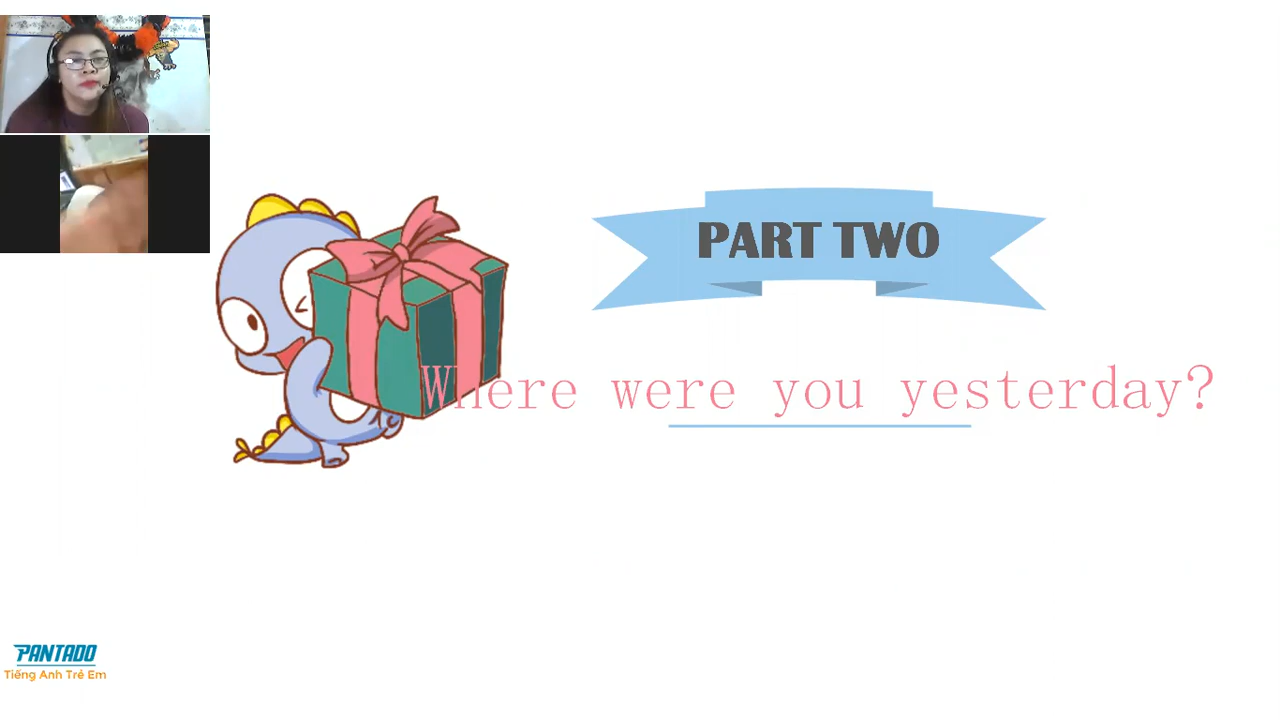 PART TWO
Where were you yesterday?
PANTADO
Tiếng Anh Trẻ Em